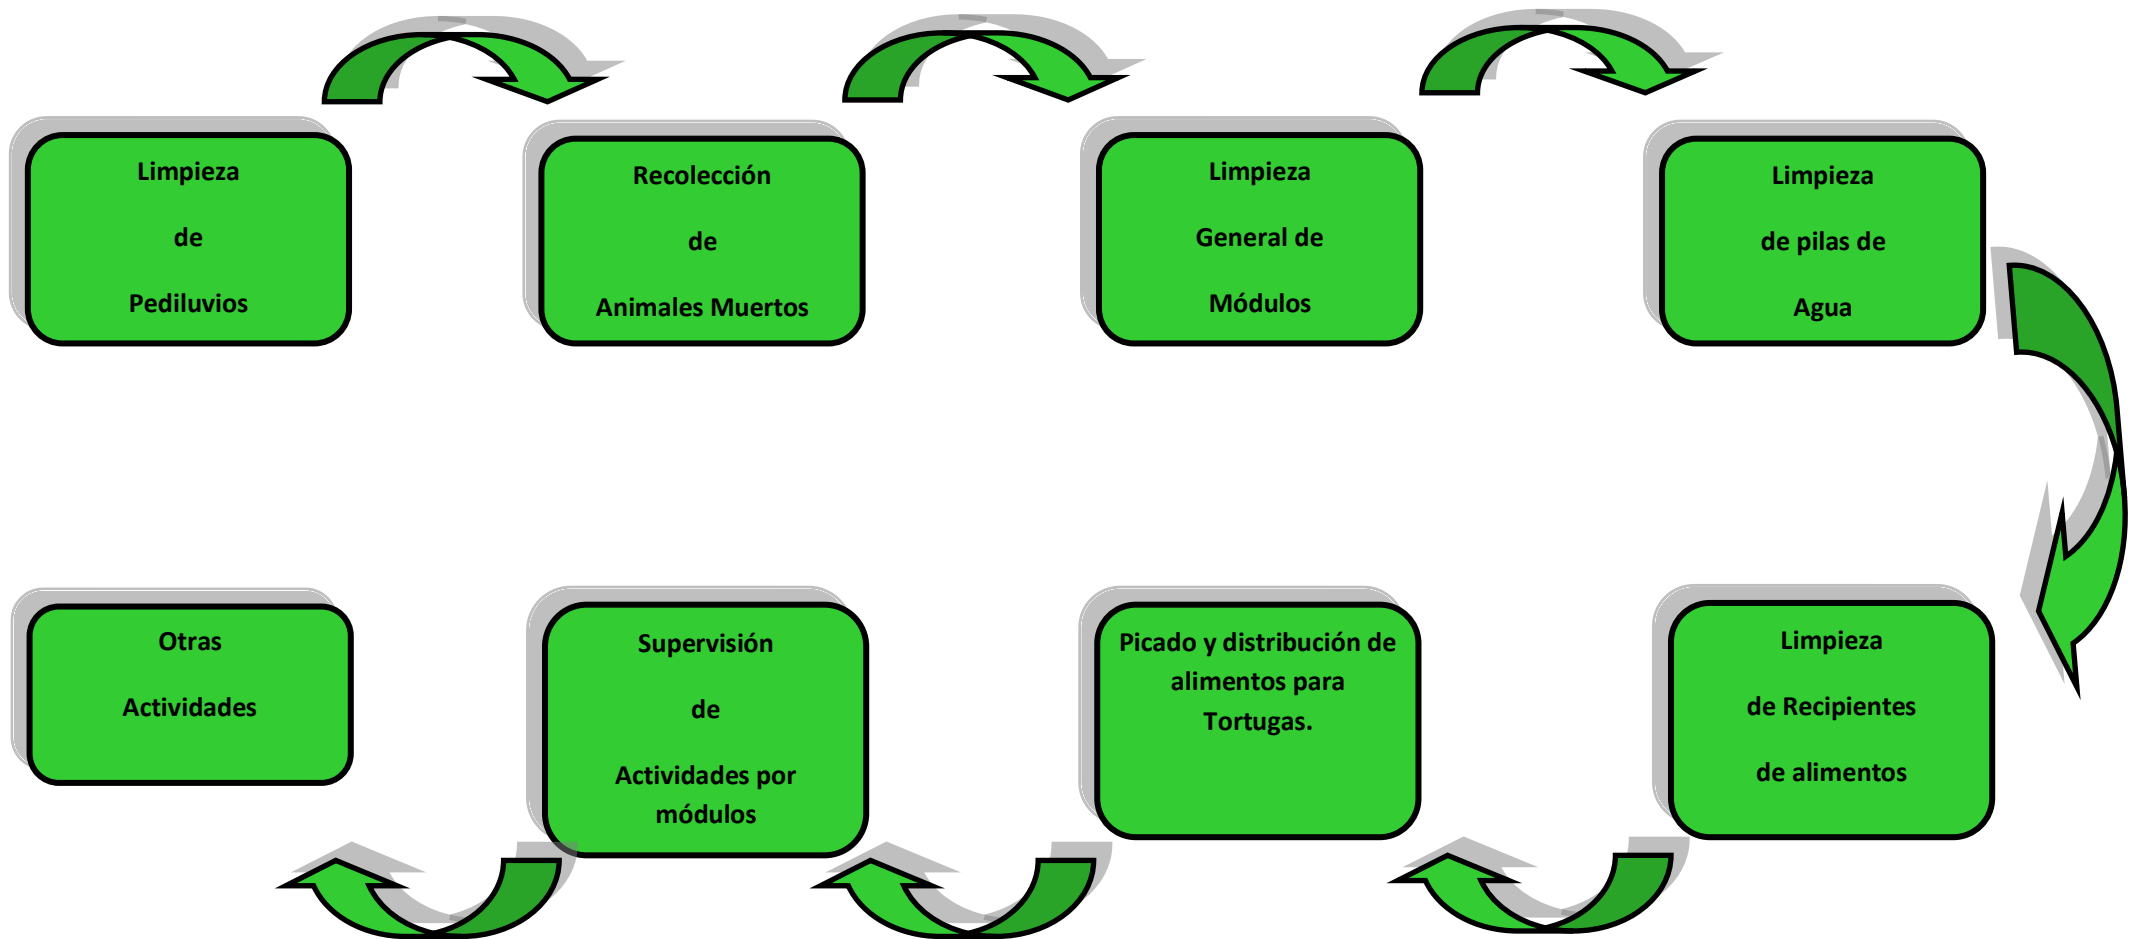 Limpieza
de
Pediluvios
Recolección
de
Animales Muertos
Limpieza
General de
Módulos
Limpieza
de pilas de
Agua
Otras
Actividades
Supervisión
de
Actividades por
módulos
Picado y distribución de
alimentos para
Tortugas.
Limpieza
de Recipientes
de alimentos